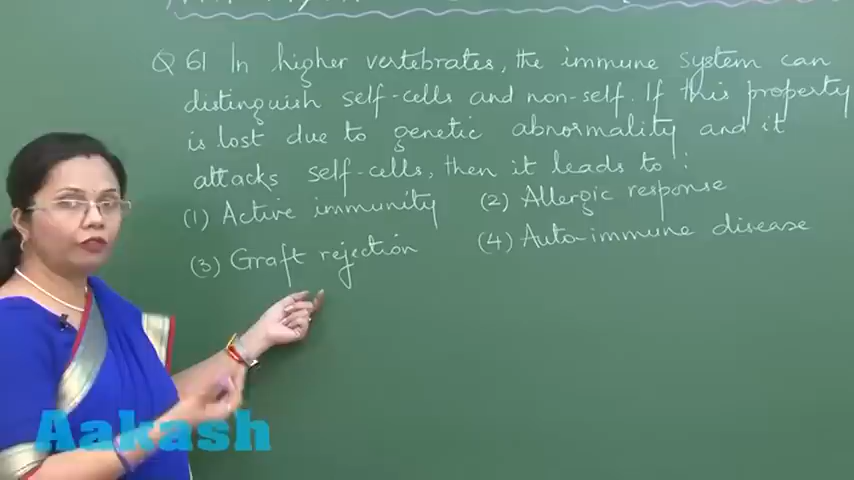 Q 61 In higher vertebrates, the immune system can
distinguish self-cells and non-self. If this property
is lost due to genetic abnormality and it
attacks self-cells, then it leads to :
(1) Active immunity (2) Allergic response
(3) Graft rejection (4) Auto-immune disease
Aakash